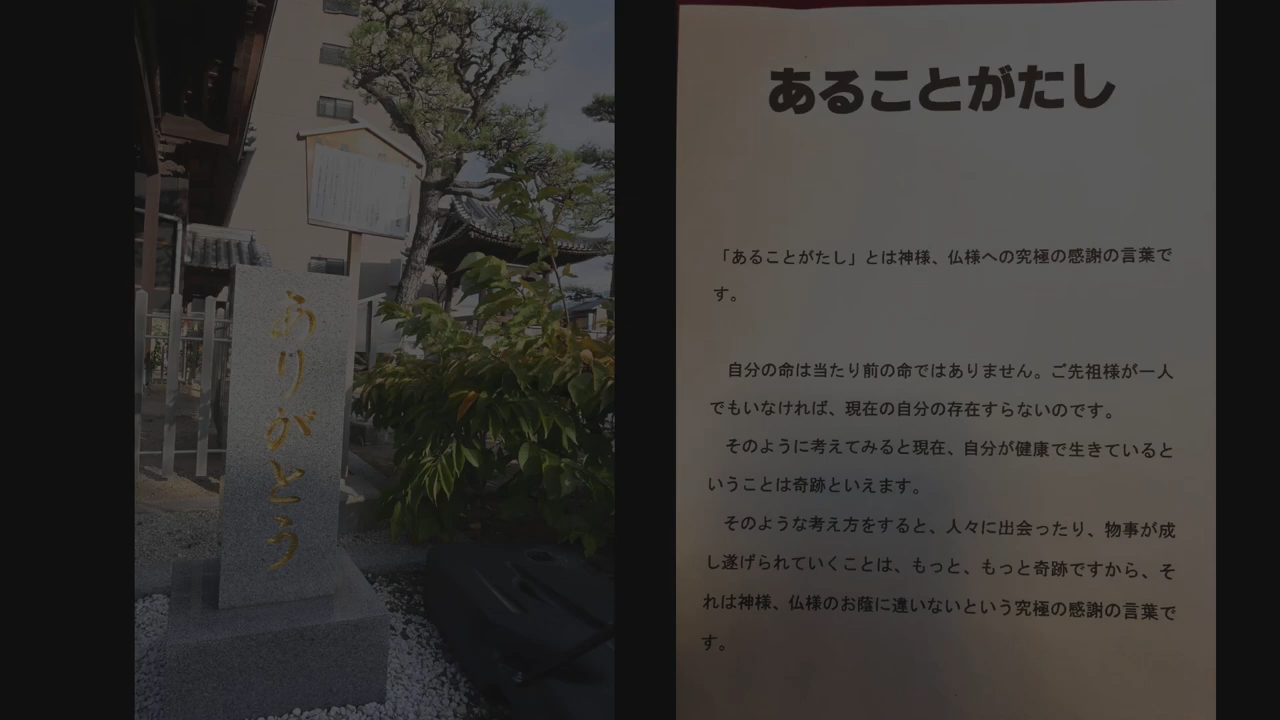 ありがとう
あることがたし
「あることがたし」とは神様、仏様への究極の感謝の言葉で
す。
自分の命は当たり前の命ではありません。ご先祖様が一人
でもいなければ、現在の自分の存在すらないのです。
そのように考えてみると現在、自分が健康で生きていると
いうことは奇跡といえます。
そのような考え方をすると、人々に出会ったり、物事が成
し遂げられていくことは、もっと、もっと奇跡ですから、そ
れは神様、仏様のお蔭に違いないという究極の感謝の言葉で
す。